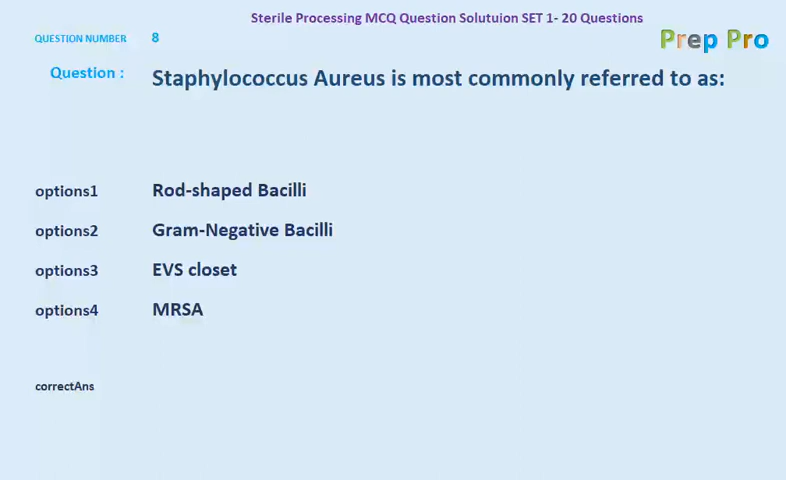 Sterile Processing MCQ Question Solutuion SET 1- 20 Questions
QUESTION NUMBER 8
Prep Pro
Question : Staphylococcus Aureus is most commonly referred to as:
options1 Rod-shaped Bacilli
options2 Gram-Negative Bacilli
options3 EVS closet
options4 MRSA
correctAns